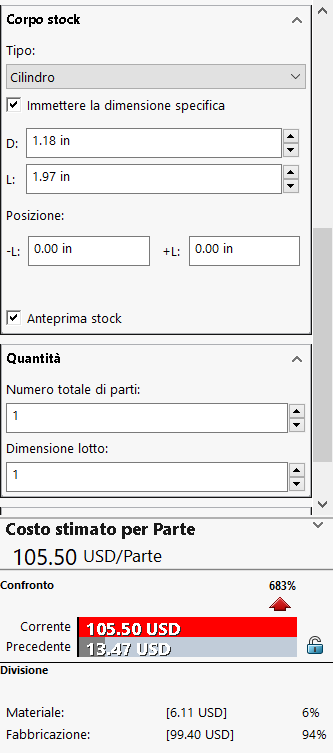 Corpo stock
Tipo:
Cilindro
Immettere la dimensione specifica
D: 1.18 in
L: 1.97 in
Posizione:
-L: 0.00 in +L: 0.00 in
Anteprima stock
Quantità
Numero totale di parti:
1
Dimensione lotto:
1
Costo stimato per Parte
105.50 USD/Parte
Confronto 683%
Corrente 105.50 USD
Precedente 13.47 USD
Divisione
Materiale: [6.11 USD] 6%
Fabbricazione: [99.40 USD] 94%